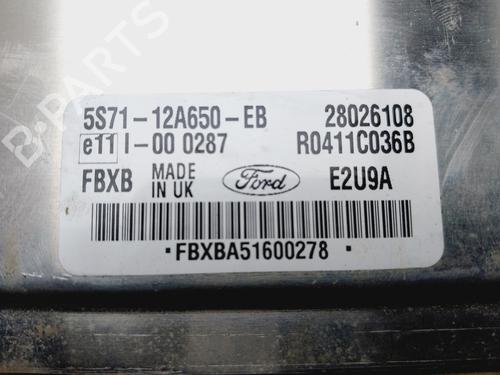 5S71-12A650-EB 28026108
e11 I-00 0287 R0411C036B
FBXB MADE IN UK Ford E2U9A
*FBXBA51600278*
B-PARTS